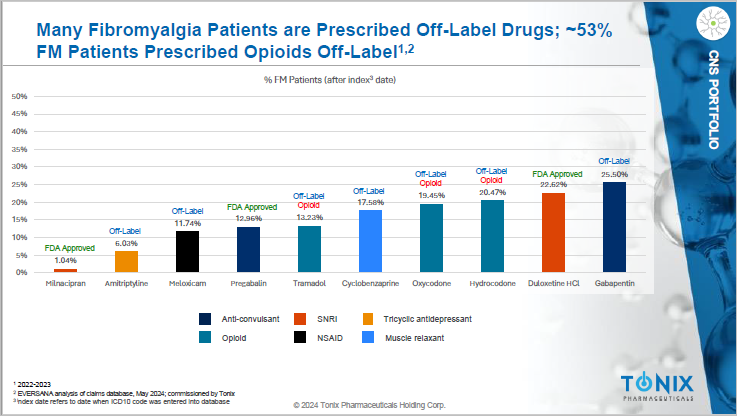 Many Fibromyalgia Patients are Prescribed Off-Label Drugs; ~53%
FM Patients Prescribed Opioids Off-Label1,2
CNS PORTFOLIO
% FM Patients (after index3 date)
50%
45%
40%
35%
30%
25%
20%
15%
10%
5%
0%
FDA Approved
1.04%
Off-Label
6.03%
Off-Label
11.74%
FDA Approved
12.96%
Off-Label
Opioid
13.23%
Off-Label
17.58%
Off-Label
Opioid
19.45%
Off-Label
Opioid
20.47%
FDA Approved
22.62%
Off-Label
25.50%
Milnacipran
Amitriptyline
Meloxicam
Pregabalin
Tramadol
Cyclobenzaprine
Oxycodone
Hydrocodone
Duloxetine HCl
Gabapentin
Anti-convulsant
SNRI
Tricyclic antidepressant
Opioid
NSAID
Muscle relaxant
1 2022-2023
2 EVERSANA analysis of claims database, May 2024; commissioned by Tonix
3 Index date refers to date when ICD10 code was entered into database
© 2024 Tonix Pharmaceuticals Holding Corp.
TONIX
PHARMACEUTICALS